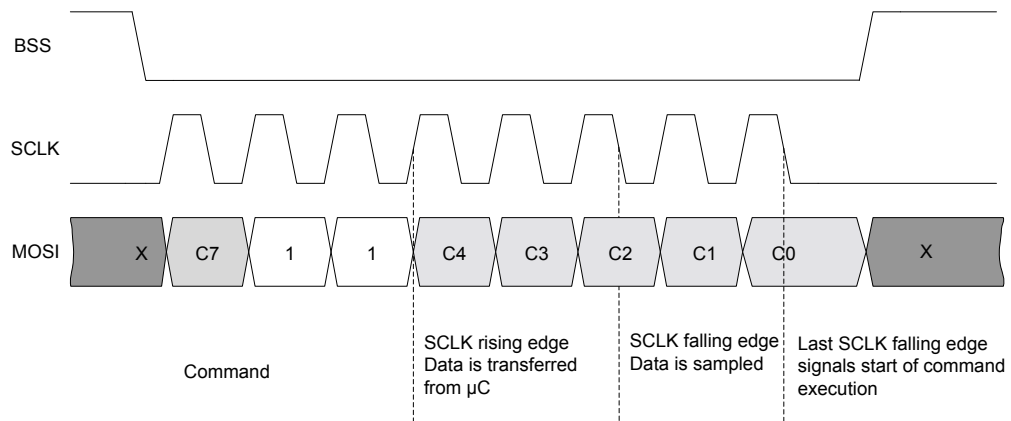 BSS
SCLK
MOSI
X C7 1 1 C4 C3 C2 C1 C0 X
Command
SCLK rising edge
Data is transferred
from µC
SCLK falling edge
Data is sampled
Last SCLK falling edge
signals start of command
execution